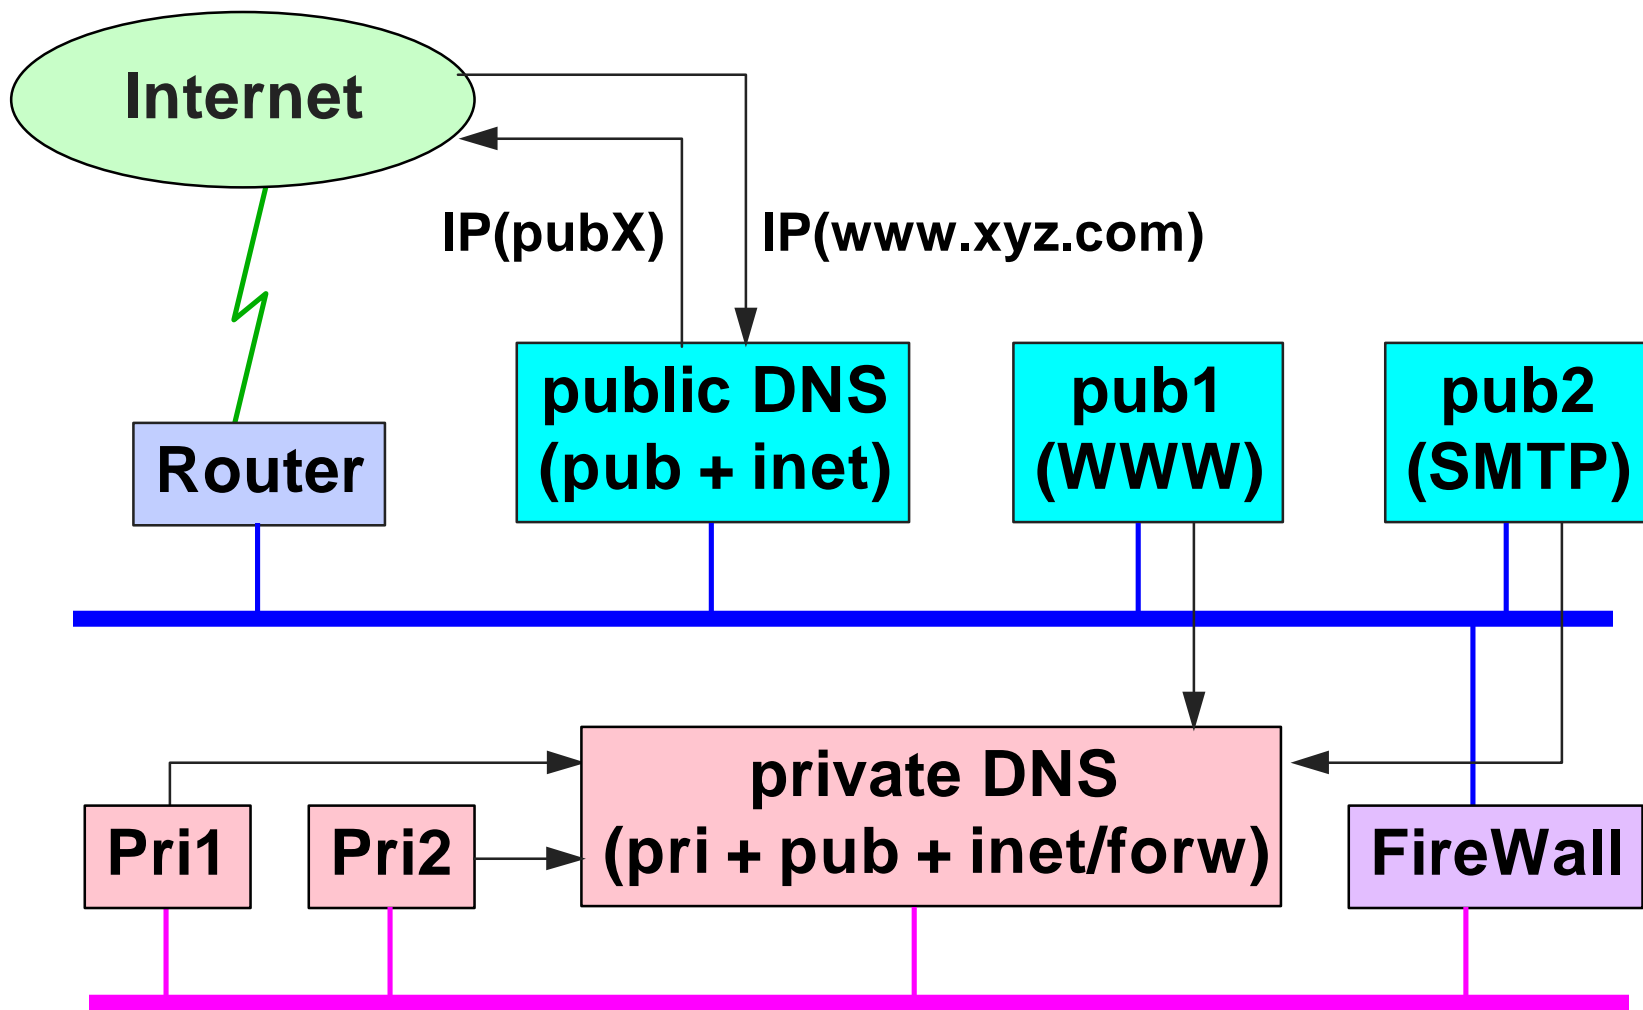 Internet
IP(pubX)
IP(www.xyz.com)
Router
public DNS
(pub + inet)
pub1
(WWW)
pub2
(SMTP)
Pri1
Pri2
private DNS
(pri + pub + inet/forw)
FireWall